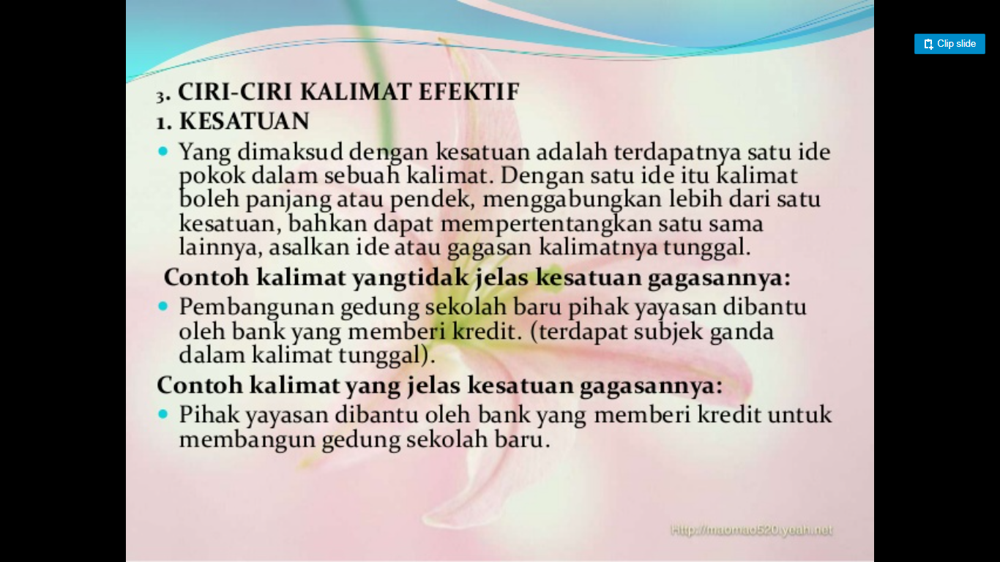 Clip slide
3. CIRI-CIRI KALIMAT EFEKTIF
1. KESATUAN
• Yang dimaksud dengan kesatuan adalah terdapatnya satu ide
pokok dalam sebuah kalimat. Dengan satu ide itu kalimat
boleh panjang atau pendek, menggabungkan lebih dari satu
kesatuan, bahkan dapat mempertentangkan satu sama
lainnya, asalkan ide atau gagasan kalimatnya tunggal.
Contoh kalimat yangtidak jelas kesatuan gagasannya:
• Pembangunan gedung sekolah baru pihak yayasan dibantu
oleh bank yang memberi kredit. (terdapat subjek ganda
dalam kalimat tunggal).
Contoh kalimat yang jelas kesatuan gagasannya:
• Pihak yayasan dibantu oleh bank yang memberi kredit untuk
membangun gedung sekolah baru.
Http://maomao520.yeah.net